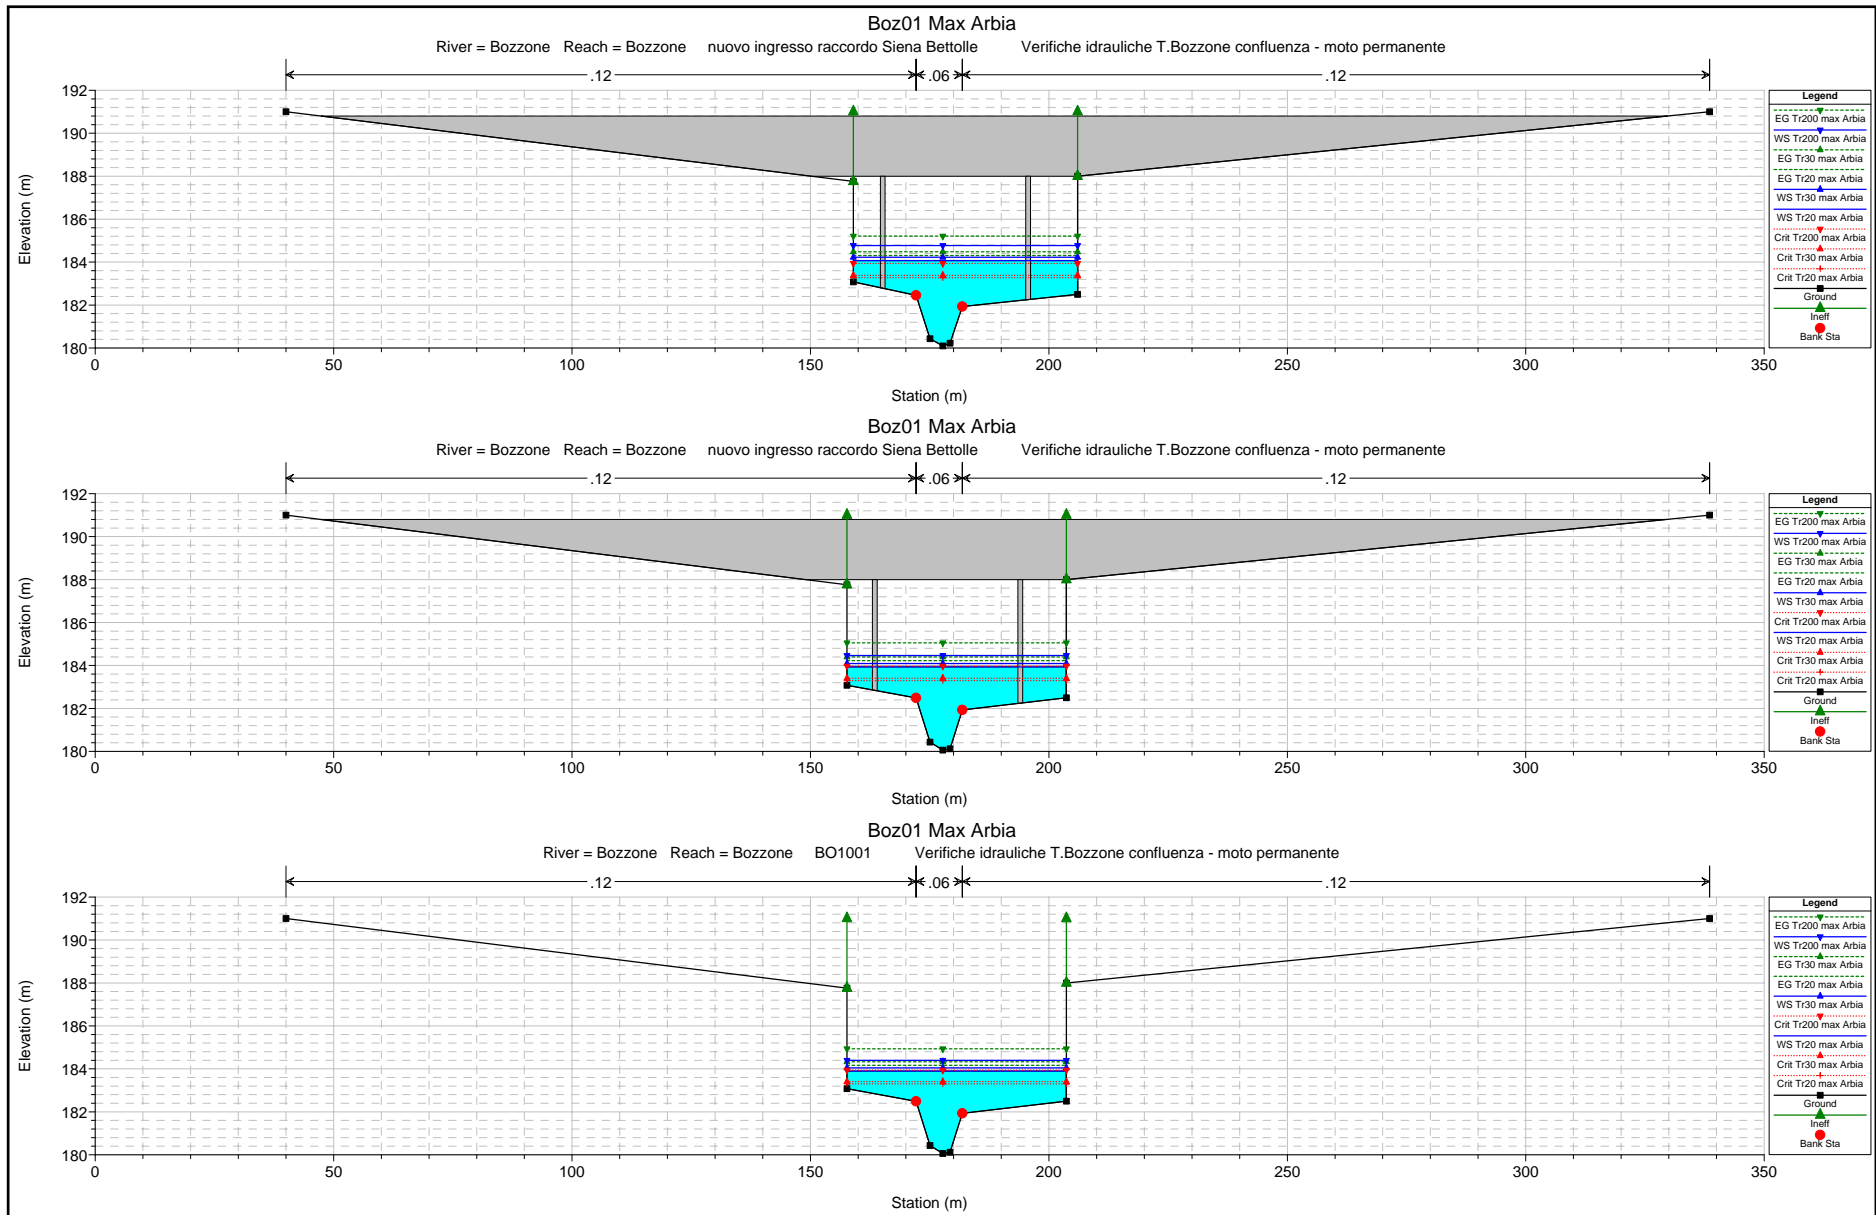 Boz01 Max Arbia
River = Bozzone Reach = Bozzone nuovo ingresso raccordo Siena Bettolle Verifiche idrauliche T.Bozzone confluenza - moto permanente
.12 .06 .12
192
190
188
186
184
182
180
Elevation (m)
0 50 100 150 200 250 300 350
Station (m)
Legend
EG Tr200 max Arbia
WS Tr200 max Arbia
EG Tr30 max Arbia
EG Tr20 max Arbia
WS Tr30 max Arbia
WS Tr20 max Arbia
Crit Tr200 max Arbia
Crit Tr30 max Arbia
Crit Tr20 max Arbia
Ground
Ineff
Bank Sta
Boz01 Max Arbia
River = Bozzone Reach = Bozzone nuovo ingresso raccordo Siena Bettolle Verifiche idrauliche T.Bozzone confluenza - moto permanente
.12 .06 .12
192
190
188
186
184
182
180
Elevation (m)
0 50 100 150 200 250 300 350
Station (m)
Legend
EG Tr200 max Arbia
WS Tr200 max Arbia
EG Tr30 max Arbia
EG Tr20 max Arbia
WS Tr30 max Arbia
Crit Tr200 max Arbia
WS Tr20 max Arbia
Crit Tr30 max Arbia
Crit Tr20 max Arbia
Ground
Ineff
Bank Sta
Boz01 Max Arbia
River = Bozzone Reach = Bozzone BO1001 Verifiche idrauliche T.Bozzone confluenza - moto permanente
.12 .06 .12
192
190
188
186
184
182
180
Elevation (m)
0 50 100 150 200 250 300 350
Station (m)
Legend
EG Tr200 max Arbia
WS Tr200 max Arbia
EG Tr30 max Arbia
EG Tr20 max Arbia
WS Tr30 max Arbia
Crit Tr200 max Arbia
WS Tr20 max Arbia
Crit Tr30 max Arbia
Crit Tr20 max Arbia
Ground
Ineff
Bank Sta